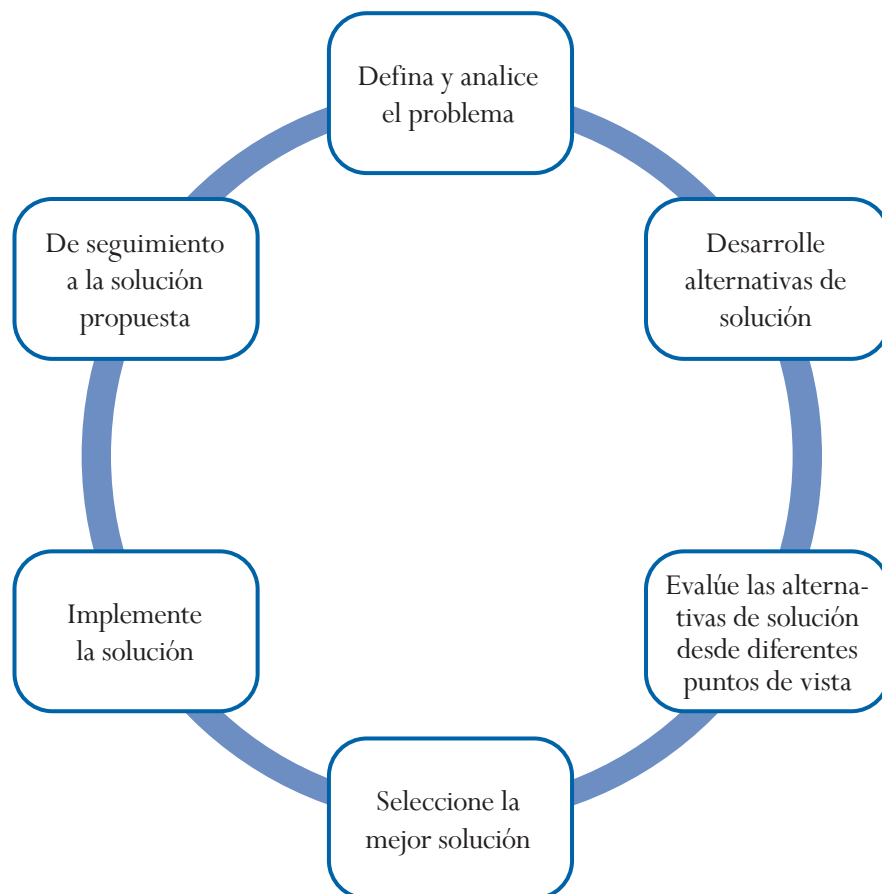 Defina y analice
el problema
Desarrolle
alternativas de
solución
Evalúe las alterna-
tivas de solución
desde diferentes
puntos de vista
Seleccione la
mejor solución
Implemente
la solución
De seguimiento
a la solución
propuesta